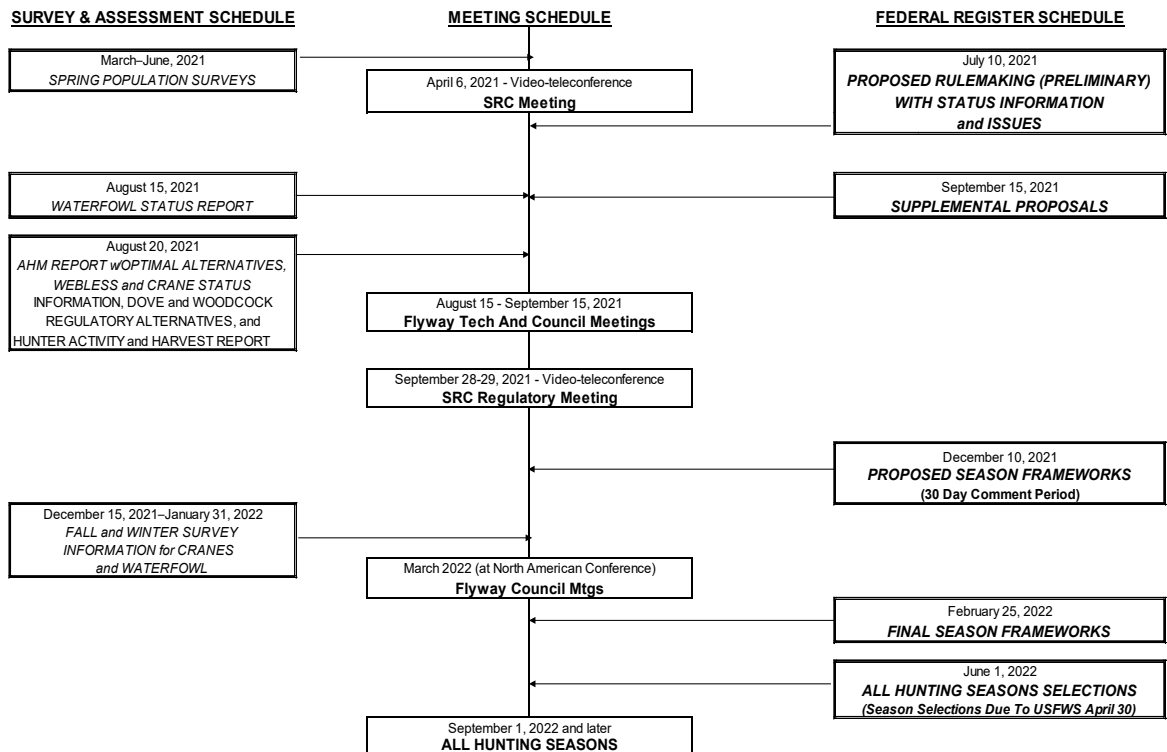 SURVEY & ASSESSMENT SCHEDULE
MEETING SCHEDULE
FEDERAL REGISTER SCHEDULE
March–June, 2021
SPRING POPULATION SURVEYS
April 6, 2021 - Video-teleconference
SRC Meeting
July 10, 2021
PROPOSED RULEMAKING (PRELIMINARY)
WITH STATUS INFORMATION
and ISSUES
August 15, 2021
WATERFOWL STATUS REPORT
September 15, 2021
SUPPLEMENTAL PROPOSALS
August 20, 2021
AHM REPORT w/OPTIMAL ALTERNATIVES,
WEBLESS and CRANE STATUS
INFORMATION, DOVE and WOODCOCK
REGULATORY ALTERNATIVES, and
HUNTER ACTIVITY and HARVEST REPORT
August 15 - September 15, 2021
Flyway Tech And Council Meetings
September 28-29, 2021 - Video-teleconference
SRC Regulatory Meeting
December 10, 2021
PROPOSED SEASON FRAMEWORKS
(30 Day Comment Period)
December 15, 2021–January 31, 2022
FALL and WINTER SURVEY
INFORMATION for CRANES
and WATERFOWL
March 2022 (at North American Conference)
Flyway Council Mtgs
February 25, 2022
FINAL SEASON FRAMEWORKS
June 1, 2022
ALL HUNTING SEASONS SELECTIONS
(Season Selections Due To USFWS April 30)
September 1, 2022 and later
ALL HUNTING SEASONS